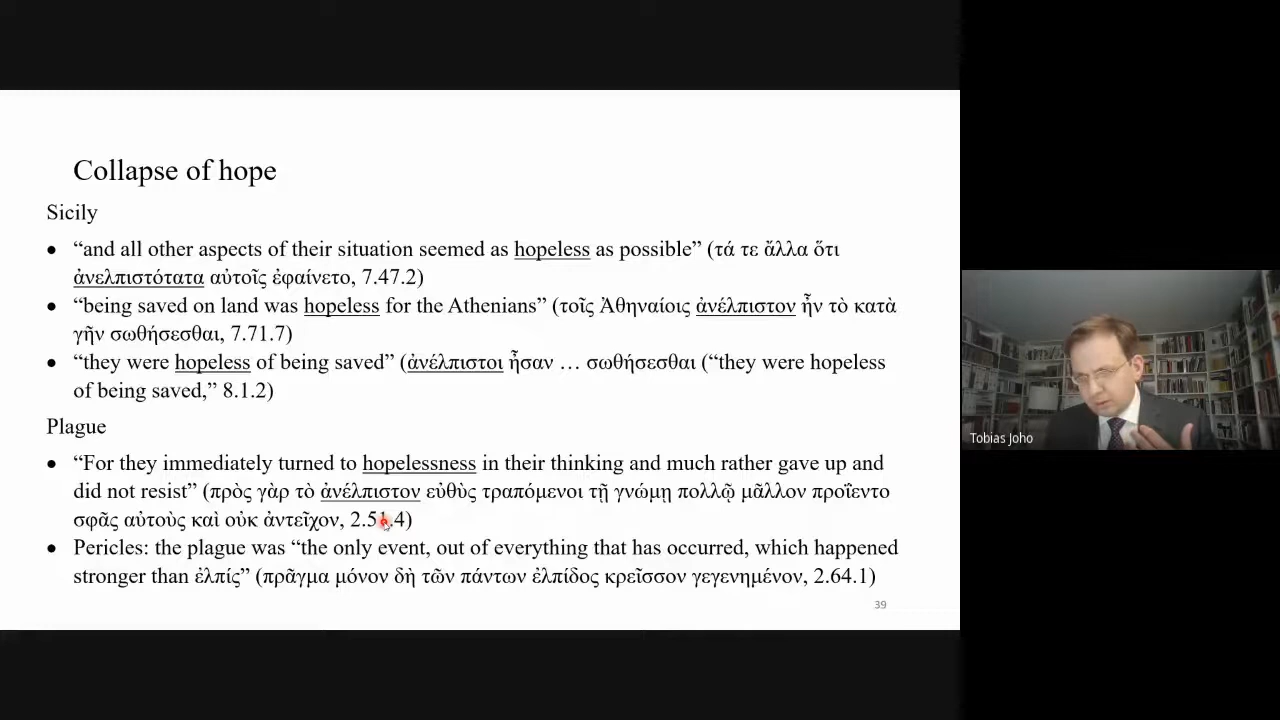 Collapse of hope
Sicily
• “and all other aspects of their situation seemed as hopeless as possible” (τά τε ἄλλα ὅτι
ἀνελπιστότατα αὐτοῖς ἐφαίνετο, 7.47.2)
• “being saved on land was hopeless for the Athenians” (τοῖς Ἀθηναίοις ἀνέλπιστον ἦν τὸ κατὰ
γῆν σωθήσεσθαι, 7.71.7)
• “they were hopeless of being saved” (ἀνέλπιστοι ἦσαν … σωθήσεσθαι (“they were hopeless
of being saved,” 8.1.2)
Plague
• “For they immediately turned to hopelessness in their thinking and much rather gave up and
did not resist” (πρὸς γὰρ τὸ ἀνέλπιστον εὐθὺς τραπόμενοι τῇ γνώμῃ πολλῷ μᾶλλον προΐεντο
σφᾶς αὐτοὺς καὶ οὐκ ἀντεῖχον, 2.51.4)
• Pericles: the plague was “the only event, out of everything that has occurred, which happened
stronger than ἐλπίς” (πρᾶγμα μόνον δὴ τῶν πάντων ἐλπίδος κρεῖσσον γεγενημένον, 2.64.1)
39
Tobias Joho